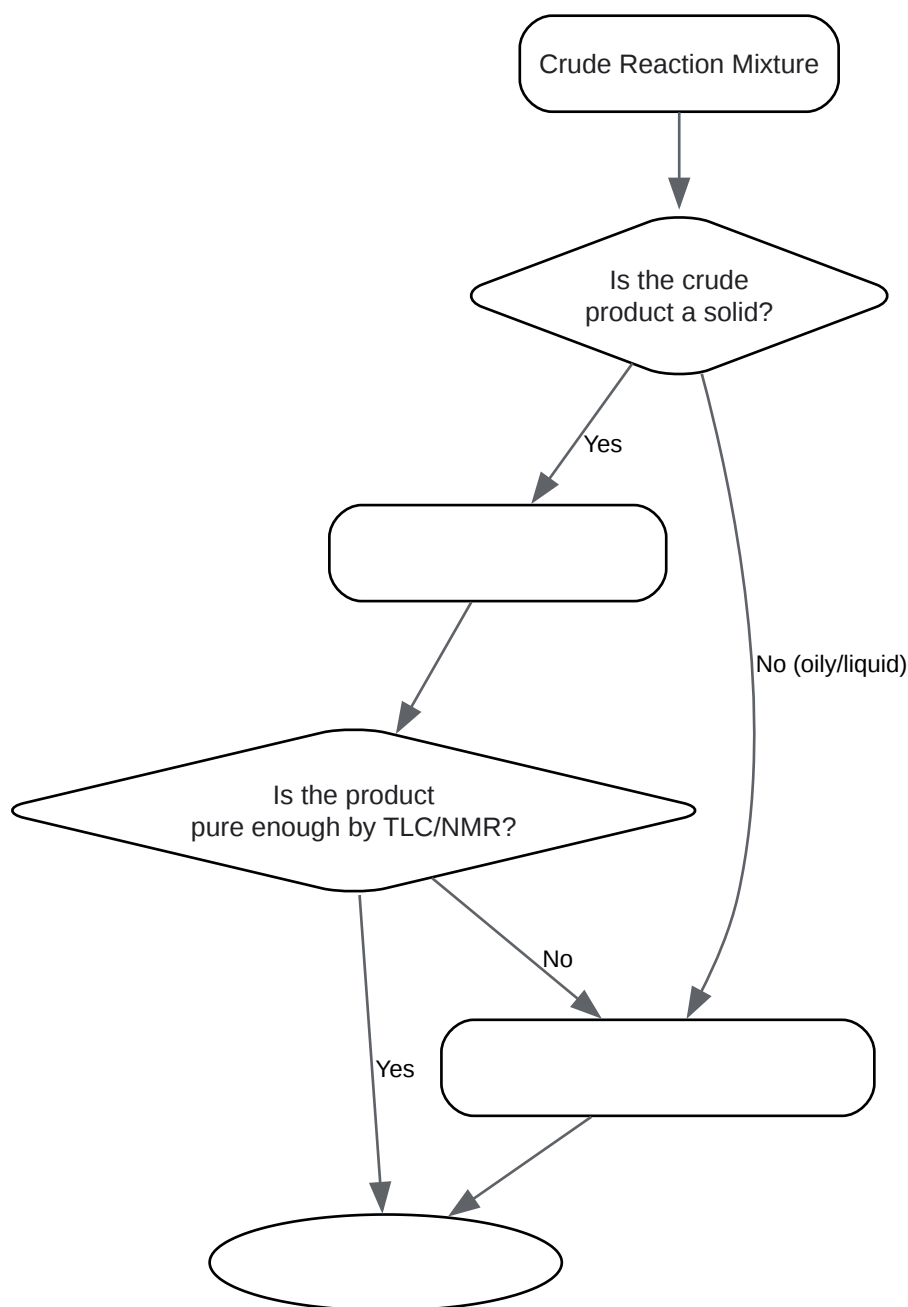 Crude Reaction Mixture
Is the crude
product a solid?
Yes
No (oily/liquid)
Is the product
pure enough by TLC/NMR?
No
Yes